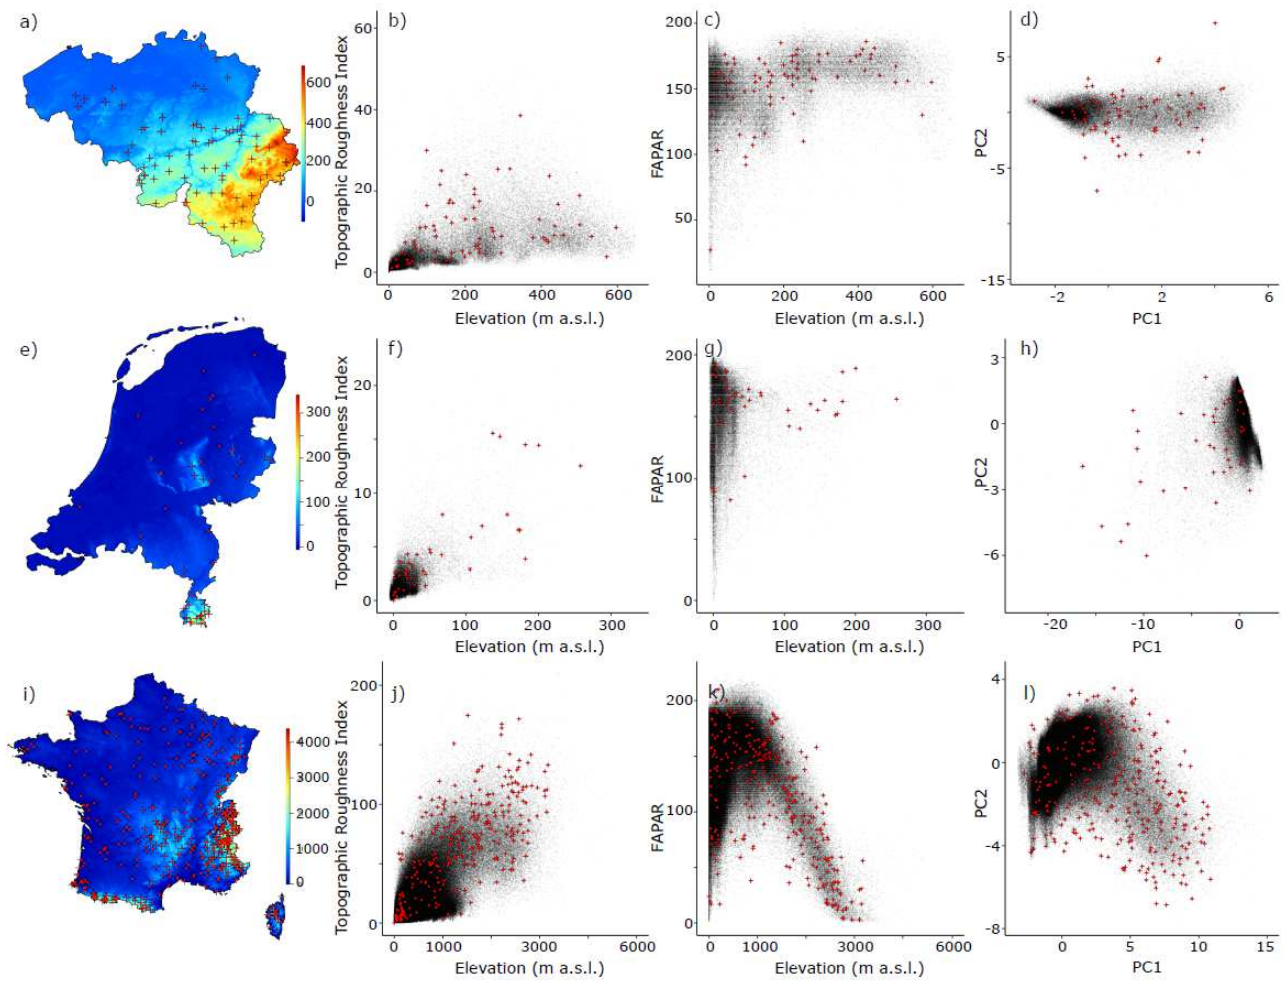 a)
600
400
200
0
Topographic Roughness Index
b)
60
40
20
0
0 200 400 600
Elevation (m a.s.l.)
c)
FAPAR
200
150
100
50
0 200 400 600
Elevation (m a.s.l.)
d)
PC2
5
-5
-15
-2 2 6
PC1
e)
300
200
100
0
Topographic Roughness Index
f)
20
10
0
0 100 200 300
Elevation (m a.s.l.)
g)
FAPAR
200
100
0
0 100 200 300
Elevation (m a.s.l.)
h)
PC2
3
0
-3
-6
-20 -10 0
PC1
i)
4000
3000
2000
1000
0
Topographic Roughness Index
j)
200
100
0
0 1000 3000 6000
Elevation (m a.s.l.)
k)
FAPAR
200
100
0
0 1000 3000 6000
Elevation (m a.s.l.)
l)
PC2
4
0
-4
-8
0 5 10 15
PC1